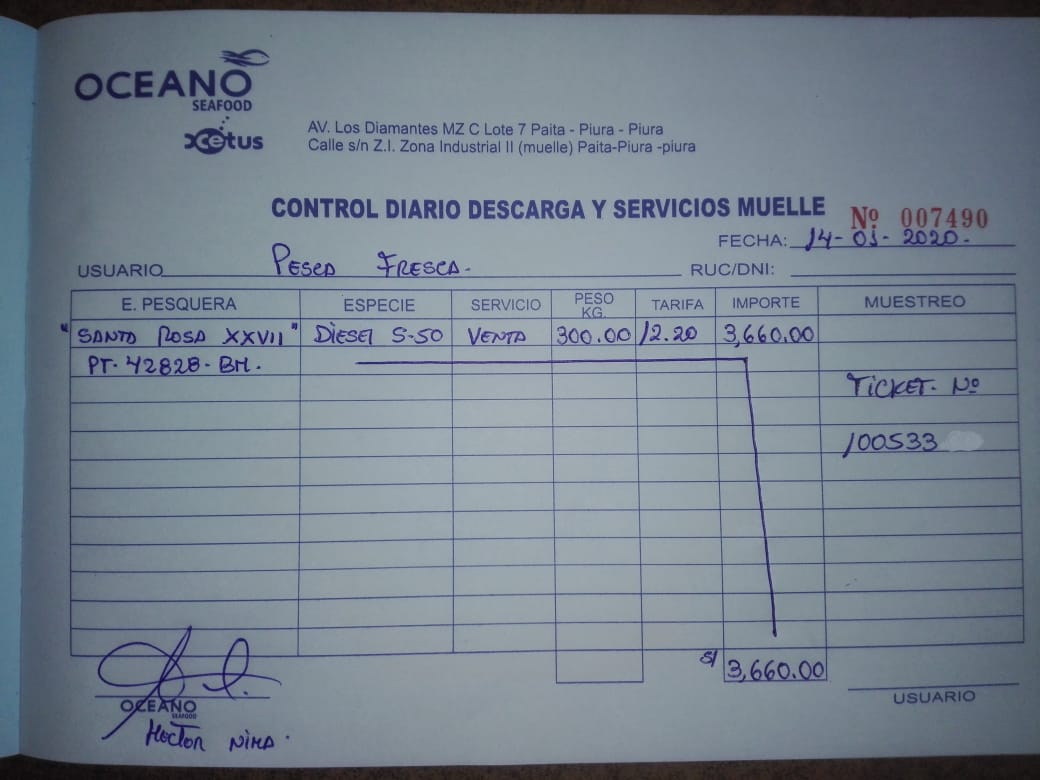 OCEANO
SEAFOOD
xcetus
AV. Los Diamantes MZ C Lote 7 Paita - Piura - Piura
Calle s/n Z.I. Zona Industrial II (muelle) Paita-Piura -piura
CONTROL DIARIO DESCARGA Y SERVICIOS MUELLE
Nº 007490
FECHA: 14-01-2020.
USUARIO PESCA FRESCA. RUC/DNI:
E. PESQUERA ESPECIE SERVICIO PESO KG. TARIFA IMPORTE MUESTREO
"SANTA ROSA XXVII" DIESEL S-50 VENTA 300.00 12.20 3,660.00
PT-42828-BM.
TICKET. Nº
100533
S/ 3,660.00
USUARIO
OCEANO
SEAFOOD
HECTOR NIMA.